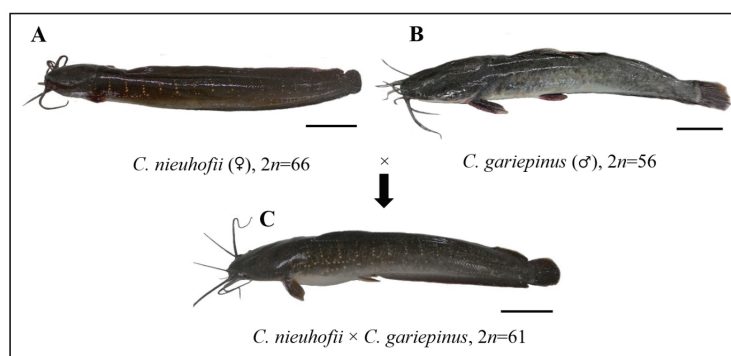 A
B
C. nieuhofii (♀), 2n=66 × C. gariepinus (♂), 2n=56
C
C. nieuhofii × C. gariepinus, 2n=61